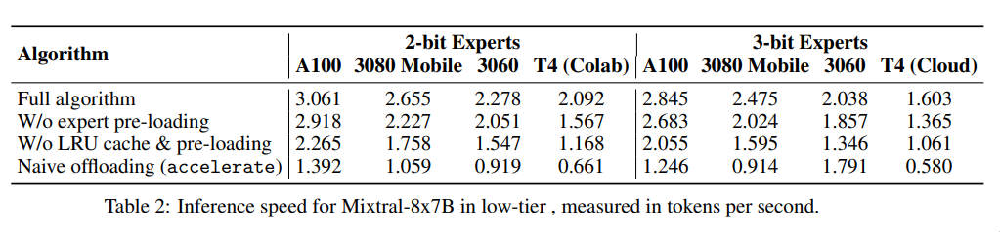 Algorithm 2-bit Experts 3-bit Experts
A100 3080 Mobile 3060 T4 (Colab) A100 3080 Mobile 3060 T4 (Cloud)
Full algorithm 3.061 2.655 2.278 2.092 2.845 2.475 2.038 1.603
W/o expert pre-loading 2.918 2.227 2.051 1.567 2.683 2.024 1.857 1.365
W/o LRU cache & pre-loading 2.265 1.758 1.547 1.168 2.055 1.595 1.346 1.061
Naive offloading (accelerate) 1.392 1.059 0.919 0.661 1.246 0.914 1.791 0.580
Table 2: Inference speed for Mixtral-8x7B in low-tier , measured in tokens per second.